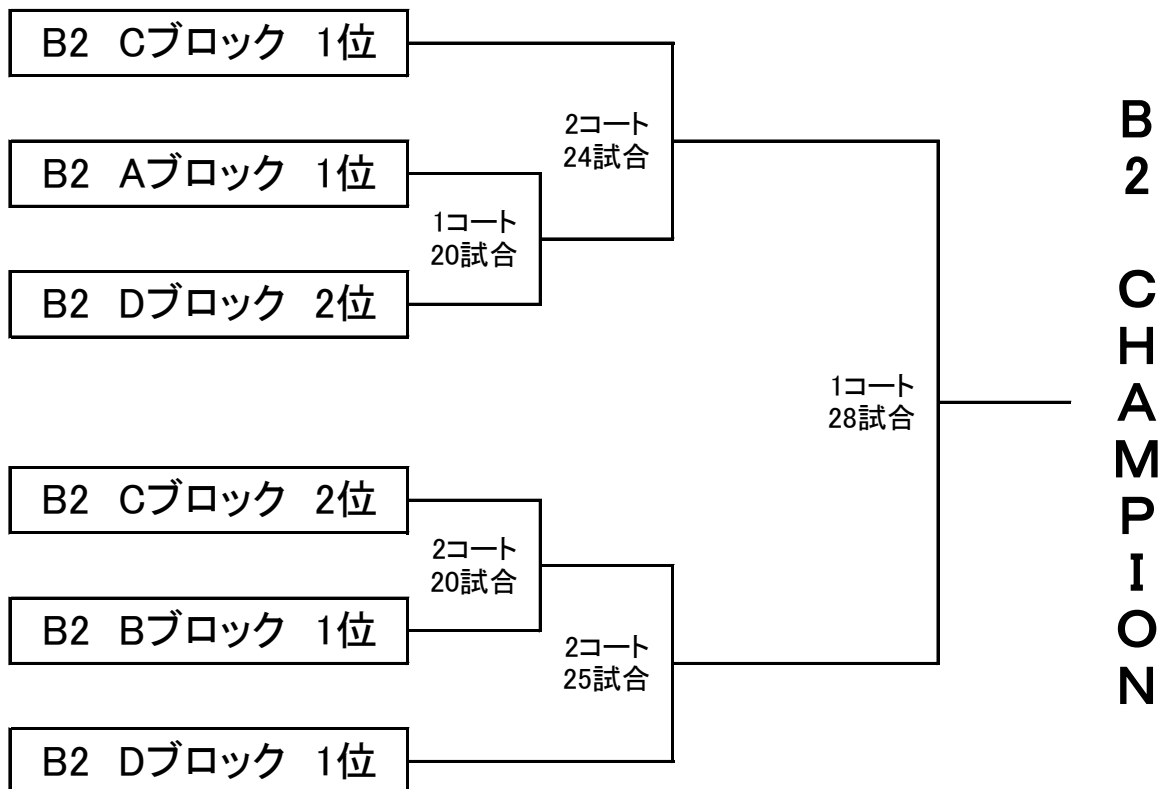 B2 Cブロック 1位
2コート
24試合
B2 Aブロック 1位
1コート
20試合
B2 Dブロック 2位
1コート
28試合
B2 Cブロック 2位
2コート
20試合
B2 Bブロック 1位
2コート
25試合
B2 Dブロック 1位
B2 CHAMPION